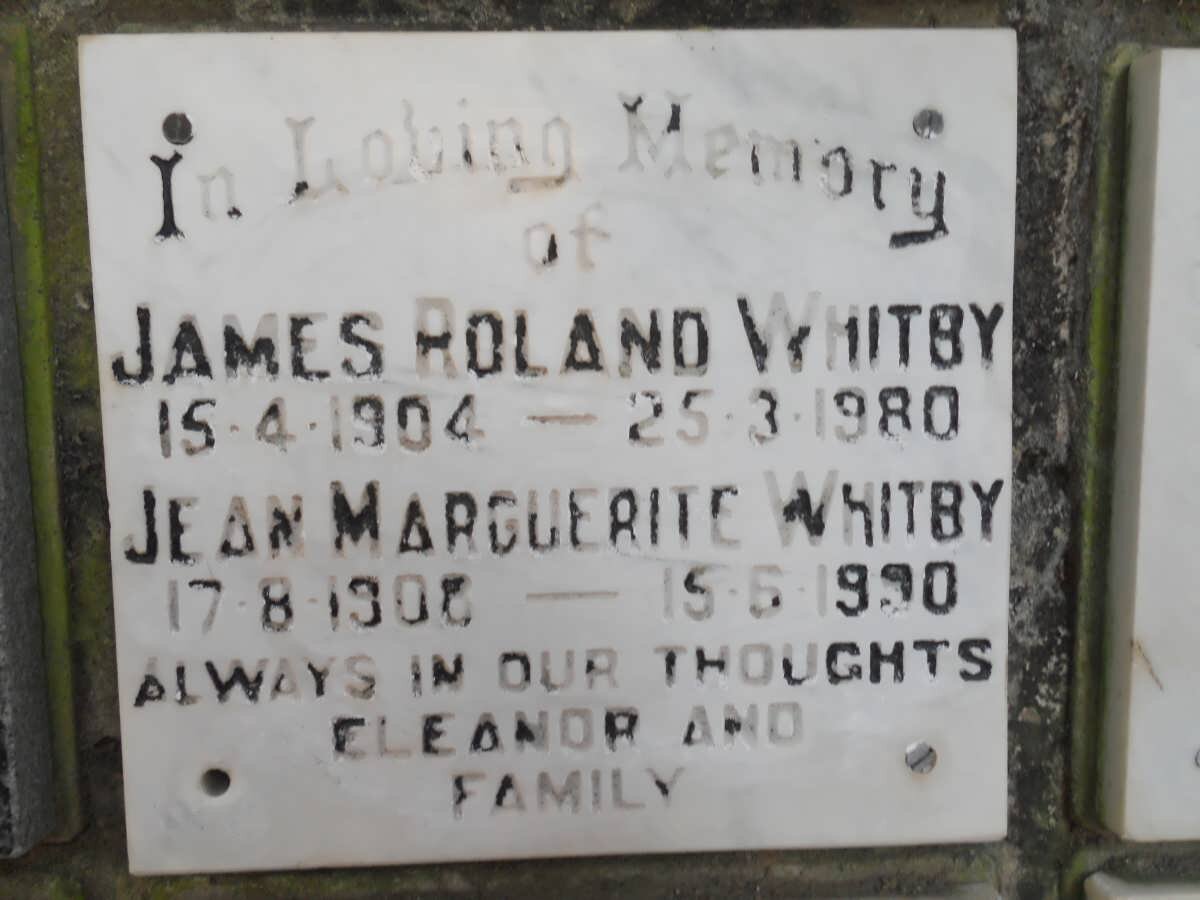 In Loving Memory
of
JAMES ROLAND WHITBY
15·4·1904 — 25·3·1980
JEAN MARGUERITE WHITBY
17·8·1908 — 15·6·1990
ALWAYS IN OUR THOUGHTS
ELEANOR AND
FAMILY